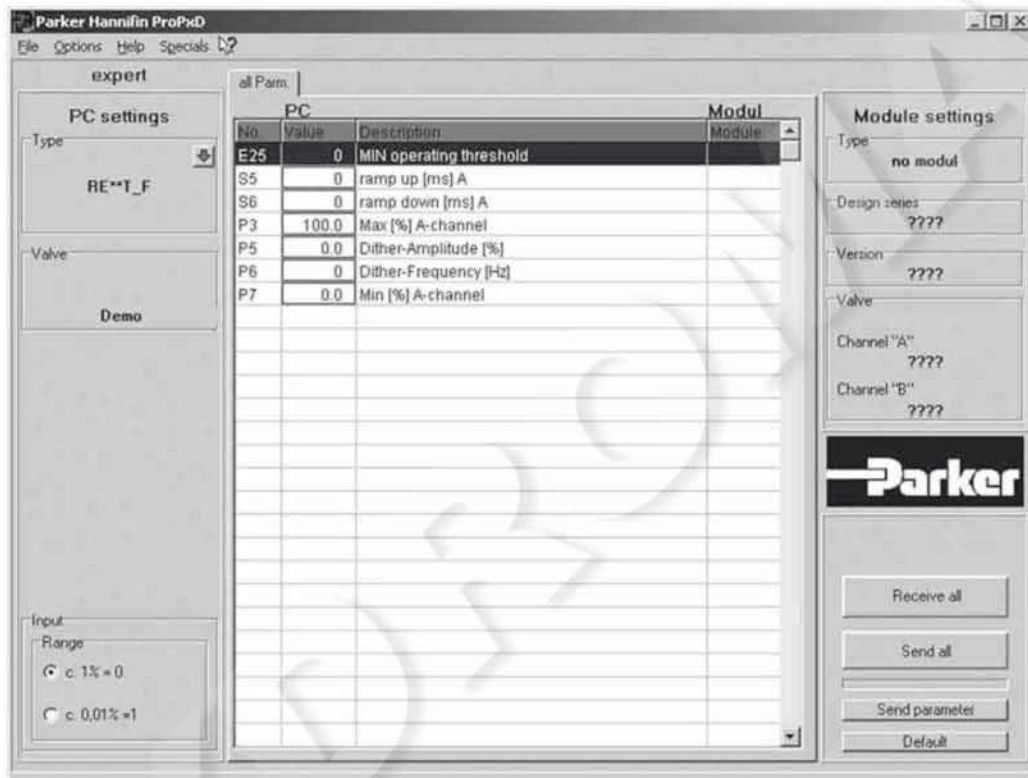 Parker Hannifin ProPxD
File Options Help Specials
expert
PC settings
Type
RE**T_F
Valve
Demo
Input
Range
c. 1% = 0
c. 0,01% =1
all Parm.
PC Modul
No. Value Description Module
E25 0 MIN operating threshold
S5 0 ramp up [ms] A
S6 0 ramp down [ms] A
P3 100.0 Max [%] A-channel
P5 0.0 Dither-Amplitude [%]
P6 0 Dither-Frequency [Hz]
P7 0.0 Min [%] A-channel
Module settings
Type
no modul
Design series
????
Version
????
Valve
Channel "A"
????
Channel "B"
????
Parker
Receive all
Send all
Send parameter
Default